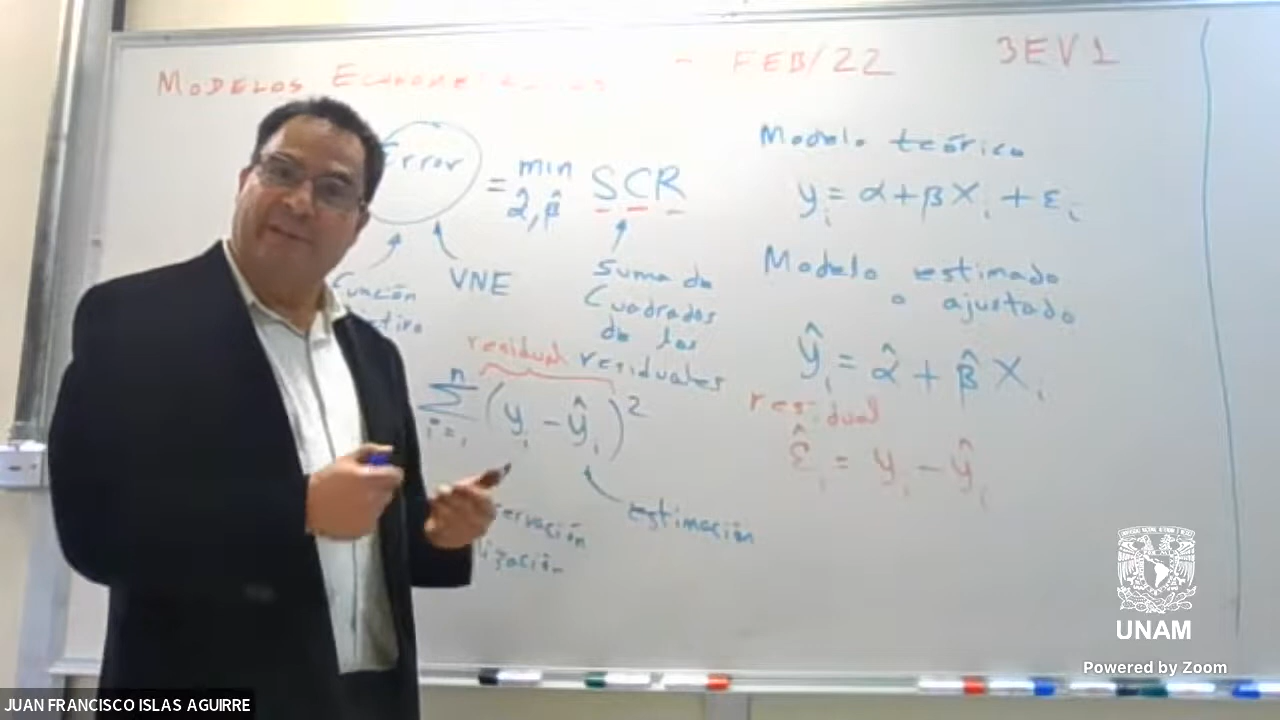 MODELOS - FEB/22 3EV1
Error = min SCR
α̂, β̂
VNE
Suma de
Cuadrados
de los
residuales
residual
n
∑ (yᵢ - ŷᵢ)²
i=1
estimación
Modelo teórico
yᵢ = α + βXᵢ + εᵢ
Modelo estimado
o ajustado
ŷᵢ = α̂ + β̂Xᵢ
residual
ε̂ᵢ = yᵢ - ŷᵢ
UNAM
Powered by Zoom
JUAN FRANCISCO ISLAS AGUIRRE